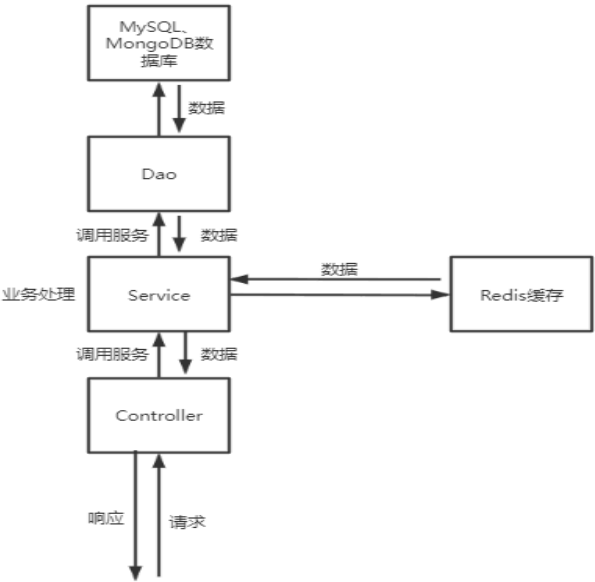 MySQL、
MongoDB数
据库
数据
Dao
调用服务
数据
数据
业务处理
Service
Redis缓存
调用服务
数据
Controller
响应
请求